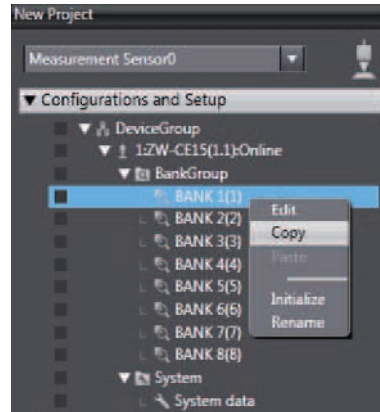 New Project
Measurement Sensor0
Configurations and Setup
DeviceGroup
1:ZW-CE15(1.1):Online
BankGroup
BANK 1(1)
BANK 2(2)
BANK 3(3)
BANK 4(4)
BANK 5(5)
BANK 6(6)
BANK 7(7)
BANK 8(8)
System
System data
Edit
Copy
Paste
Initialize
Rename